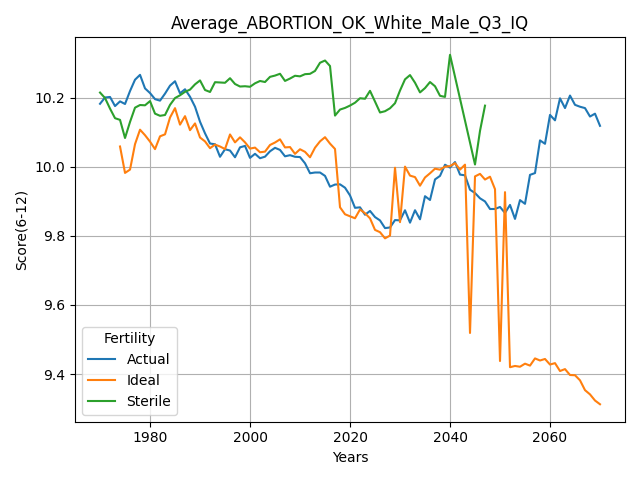 Average_ABORTION_OK_White_Male_Q3_IQ
Score(6-12)
10.2
10.0
9.8
9.6
9.4
Fertility
Actual
Ideal
Sterile
1980 2000 2020 2040 2060
Years